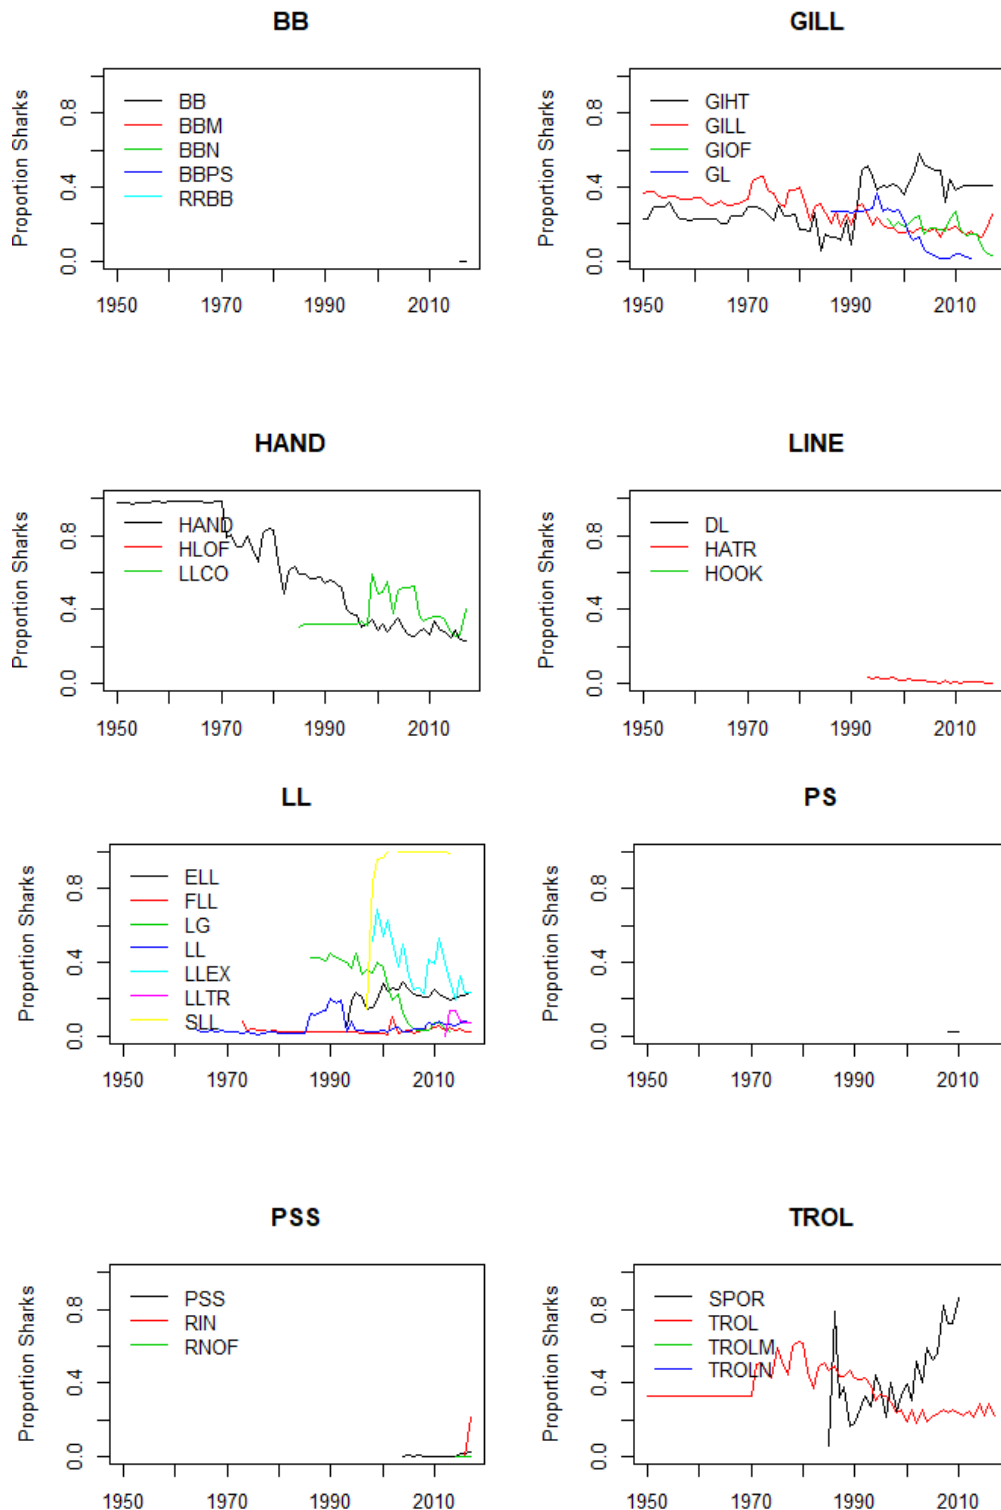 BB
GILL
Proportion Sharks
0.0 0.4 0.8
BB
BBM
BBN
BBPS
RRBB
1950 1970 1990 2010
Proportion Sharks
0.0 0.4 0.8
GIHT
GILL
GIOF
GL
1950 1970 1990 2010
HAND
LINE
Proportion Sharks
0.0 0.4 0.8
HAND
HLOF
LLCO
1950 1970 1990 2010
Proportion Sharks
0.0 0.4 0.8
DL
HATR
HOOK
1950 1970 1990 2010
LL
PS
Proportion Sharks
0.0 0.4 0.8
ELL
FLL
LG
LL
LLEX
LLTR
SLL
1950 1970 1990 2010
Proportion Sharks
0.0 0.4 0.8
1950 1970 1990 2010
PSS
TROL
Proportion Sharks
0.0 0.4 0.8
PSS
RIN
RNOF
1950 1970 1990 2010
Proportion Sharks
0.0 0.4 0.8
SPOR
TROL
TROLM
TROLN
1950 1970 1990 2010